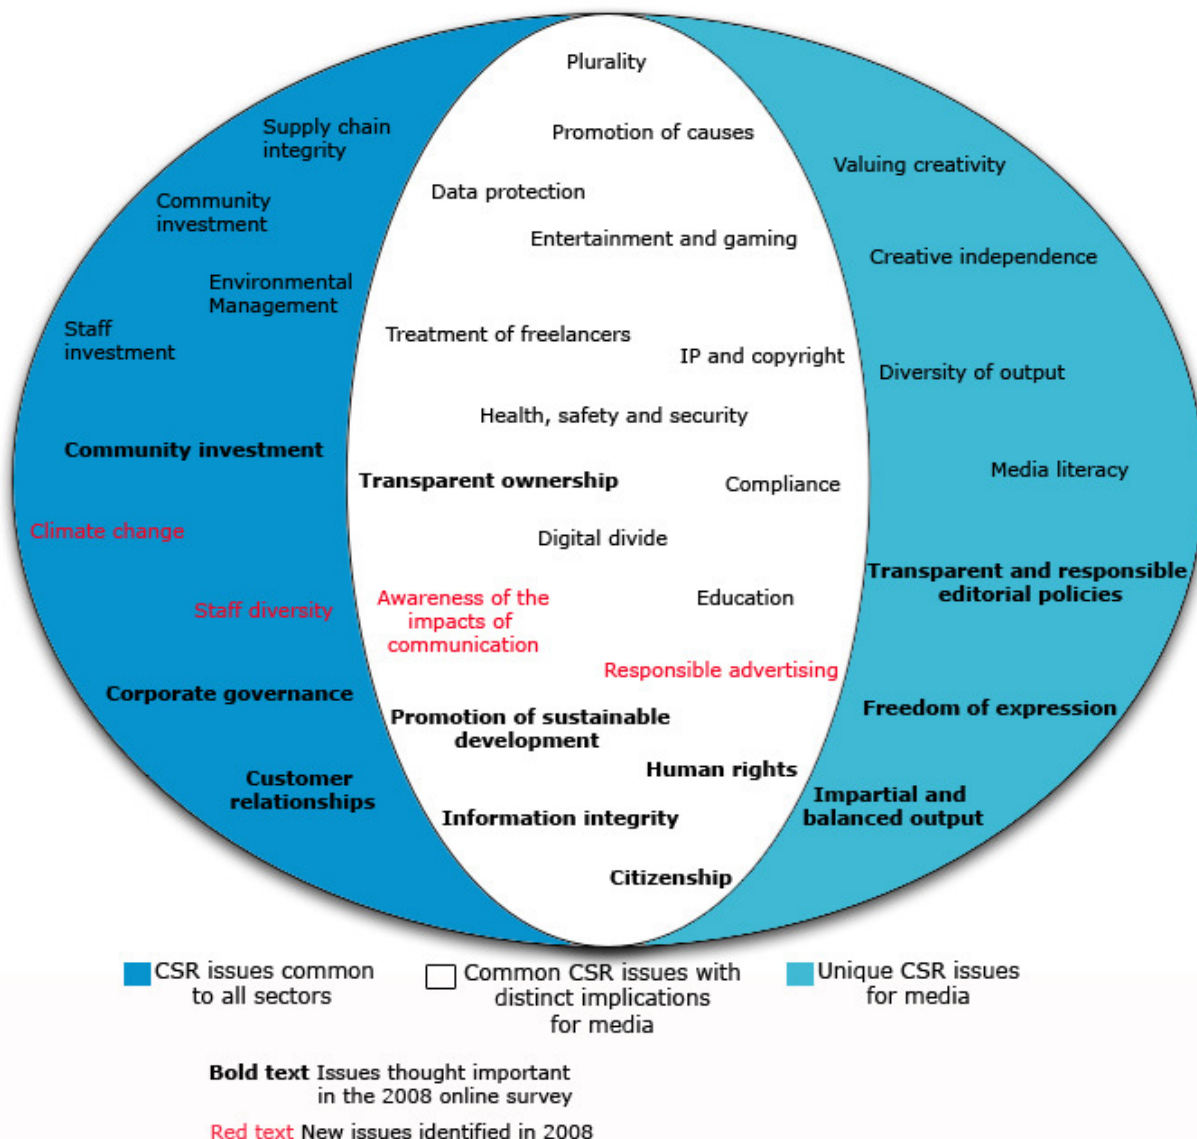 Plurality
Supply chain
integrity
Promotion of causes
Valuing creativity
Data protection
Community
investment
Entertainment and gaming
Creative independence
Environmental
Management
Staff
investment
Treatment of freelancers
IP and copyright
Diversity of output
Health, safety and security
Community investment
Media literacy
Transparent ownership
Compliance
Climate change
Digital divide
Transparent and responsible
editorial policies
Staff diversity
Awareness of the
impacts of
communication
Education
Responsible advertising
Corporate governance
Freedom of expression
Promotion of sustainable
development
Human rights
Customer
relationships
Impartial and
balanced output
Information integrity
Citizenship
CSR issues common
to all sectors
Common CSR issues with
distinct implications
for media
Unique CSR issues
for media
Bold text Issues thought important
in the 2008 online survey
Red text New issues identified in 2008